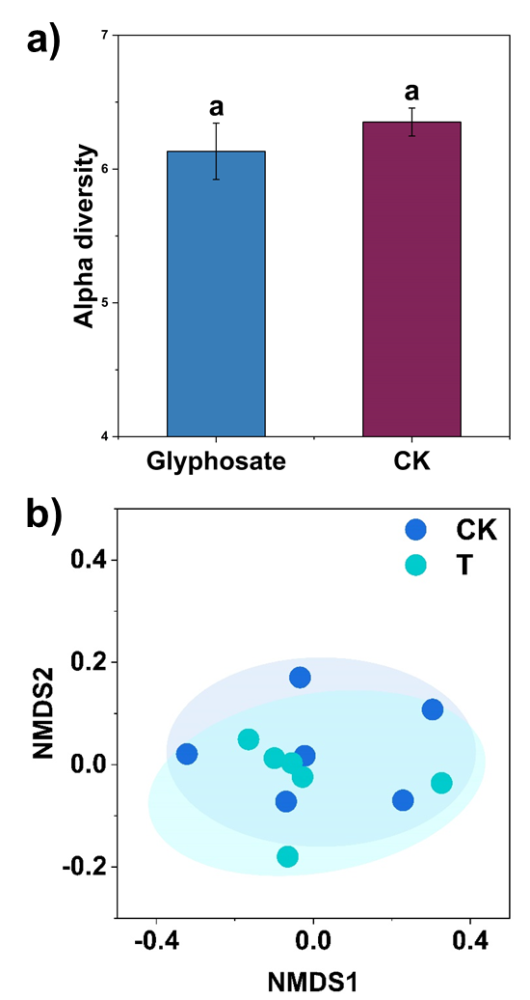 a)
7
6
5
4
Alpha diversity
a
a
Glyphosate
CK
b)
CK
T
0.4
0.2
0.0
-0.2
NMDS2
-0.4
0.0
0.4
NMDS1